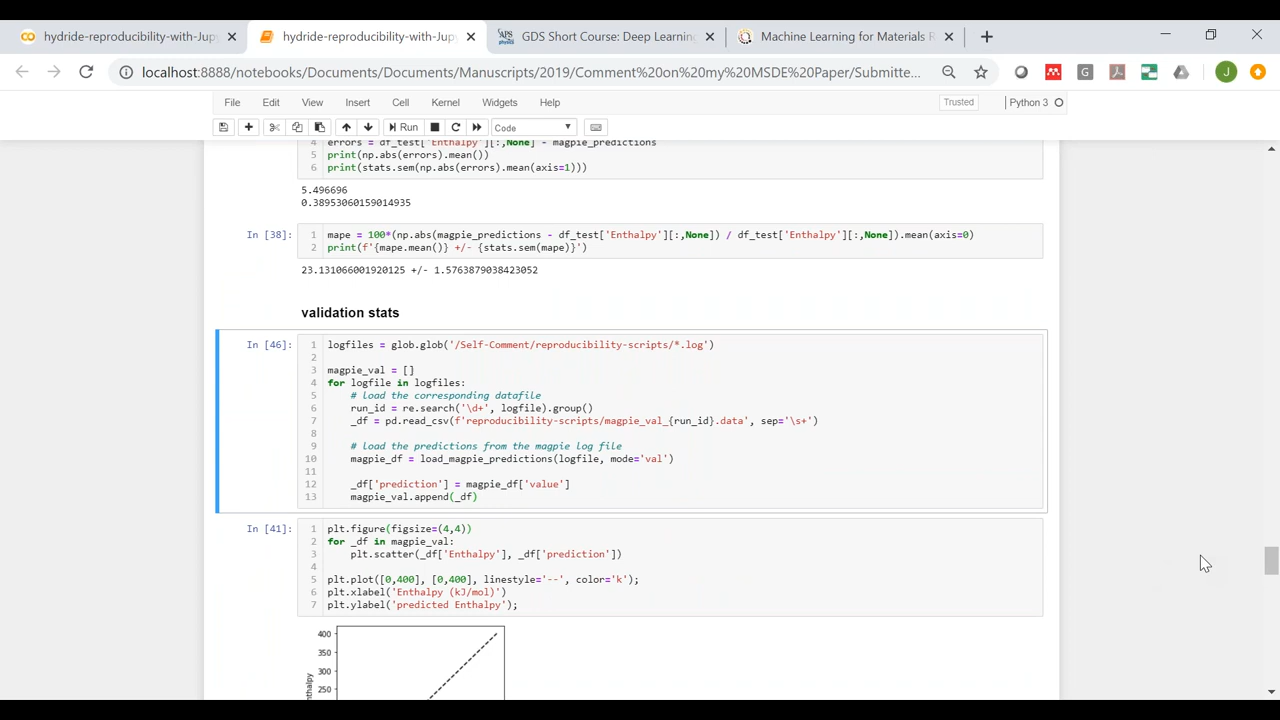 hydride-reproducibility-with-Jup
hydride-reproducibility-with-Jupy
APS physics
GDS Short Course: Deep Learning
Machine Learning for Materials R
localhost:8888/notebooks/Documents/Documents/Manuscripts/2019/Comment%20on%20my%20MSDE%20Paper/Submitte...
G
J
File Edit View Insert Cell Kernel Widgets Help
Trusted
Python 3
Run
Code
4 errors = df_test['Enthalpy'][:,None] - magpie_predictions
5 print(np.abs(errors).mean())
6 print(stats.sem(np.abs(errors).mean(axis=1)))
5.496696
0.38953060159014935
In [38]:
1 mape = 100*(np.abs(magpie_predictions - df_test['Enthalpy'][:,None]) / df_test['Enthalpy'][:,None]).mean(axis=0)
2 print(f'{mape.mean()} +/- {stats.sem(mape)}')
23.131066001920125 +/- 1.5763879038423052
validation stats
In [46]:
1 logfiles = glob.glob('/Self-Comment/reproducibility-scripts/*.log')
2
3 magpie_val = []
4 for logfile in logfiles:
5 # load the corresponding datafile
6 run_id = re.search('\d+', logfile).group()
7 _df = pd.read_csv(f'reproducibility-scripts/magpie_val_{run_id}.data', sep='\s+')
8
9 # load the predictions from the magpie log file
10 magpie_df = load_magpie_predictions(logfile, mode='val')
11
12 _df['prediction'] = magpie_df['value']
13 magpie_val.append(_df)
In [41]:
1 plt.figure(figsize=(4,4))
2 for _df in magpie_val:
3 plt.scatter(_df['Enthalpy'], _df['prediction'])
4
5 plt.plot([0,400], [0,400], linestyle='--', color='k');
6 plt.xlabel('Enthalpy (kJ/mol)')
7 plt.ylabel('predicted Enthalpy');
400
350
300
250